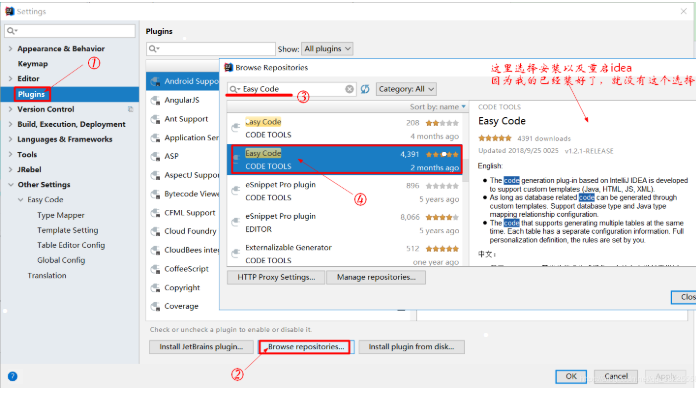 Settings
Plugins
Show: All plugins
Appearance & Behavior
Keymap
Editor
Plugins
Version Control
Build, Execution, Deployment
Languages & Frameworks
Tools
JRebel
Other Settings
Easy Code
Type Mapper
Template Setting
Table Editor Config
Global Config
Translation
①
Android Suppo
AngularJS
Ant Support
Application Ser
ASP
AspectJ Suppor
Bytecode Viewe
CFML Support
Cloud Foundry
CloudBees inte
CoffeeScript
Copyright
Coverage
Browse Repositories
Easy Code
③
Category: All
Sort by: name
Easy Code 208
CODE TOOLS 4 months ago
Easy Code 4,391
CODE TOOLS 2 months ago
④
eSnippet Pro plugin 896
CODE TOOLS 5 years ago
eSnippet Pro plugin 8,066
EDITOR 5 years ago
Externalizable Generator 512
CODE TOOLS one year ago
HTTP Proxy Settings...
Manage repositories...
这里选择安装以及重启idea
因为我的已经装好了，就没有这个选择
CODE TOOLS
Easy Code
4391 downloads
Updated 2018/9/25 0025 v1.2.1-RELEASE
English:
The code generation plug-in based on IntelliJ IDEA is developed
to support custom templates (Java, HTML, JS, XML).
As long as database related code can be generated through
custom templates. Support database type and Java type
mapping relationship configuration.
The code that supports generating multiple tables at the same
time. Each table has a separate configuration information. Full
personalization definition, the rules are set by you.
中文：
Clos
Check or uncheck a plugin to enable or disable it.
Install JetBrains plugin...
Browse repositories...
Install plugin from disk...
②
?
OK
Cancel
Apply